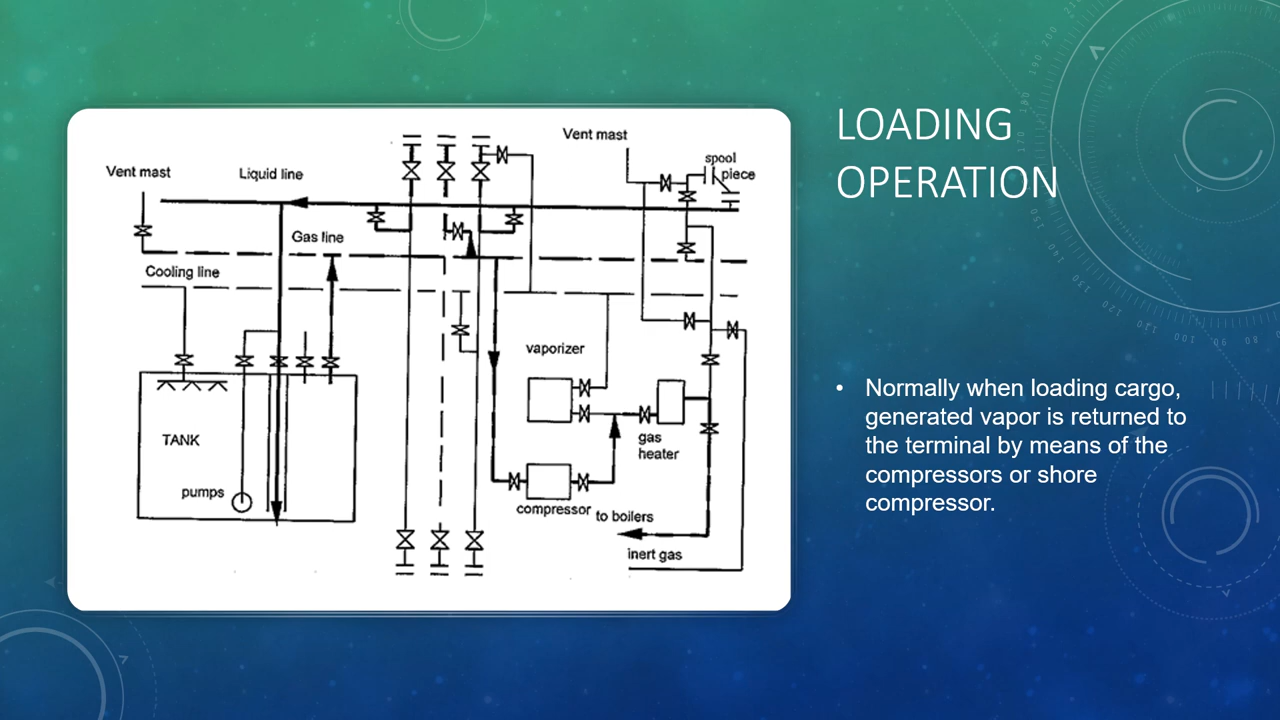 LOADING
OPERATION
Vent mast
Vent mast
spool
piece
Liquid line
Gas line
Cooling line
vaporizer
TANK
gas
heater
pumps
compressor
to boilers
inert gas
• Normally when loading cargo,
generated vapor is returned to
the terminal by means of the
compressors or shore
compressor.